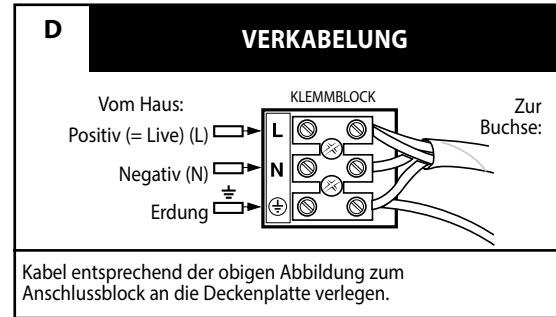 D
VERKABELUNG
Vom Haus:
KLEMMBLOCK
Zur
Buchse:
Positiv (= Live) (L)
L
Negativ (N)
N
Erdung
Kabel entsprechend der obigen Abbildung zum
Anschlussblock an die Deckenplatte verlegen.